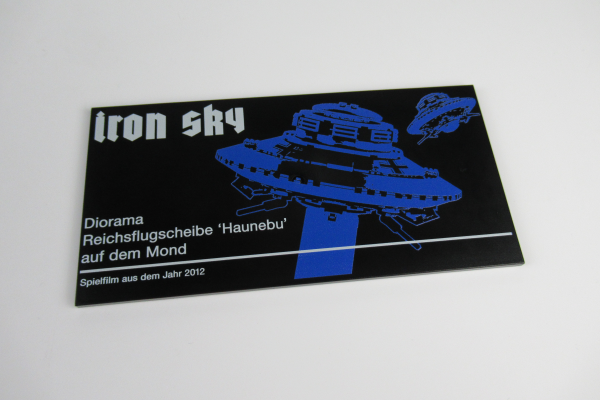 iron sky
Diorama
Reichsflugscheibe ‘Haunebu’
auf dem Mond
Spielfilm aus dem Jahr 2012